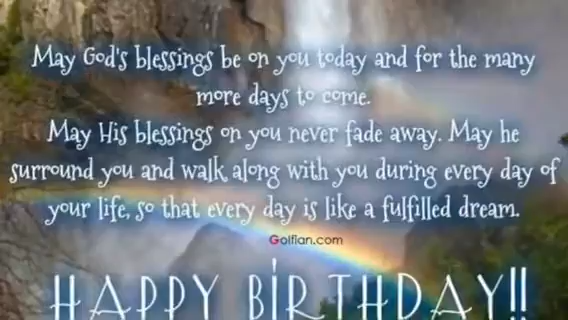 May God's blessings be on you today and for the many
more days to come.
May His blessings on you never fade away. May he
surround you and walk along with you during every day of
your life, so that every day is like a fulfilled dream.
Golfian.com
HAPPY BiRTHDAY!!